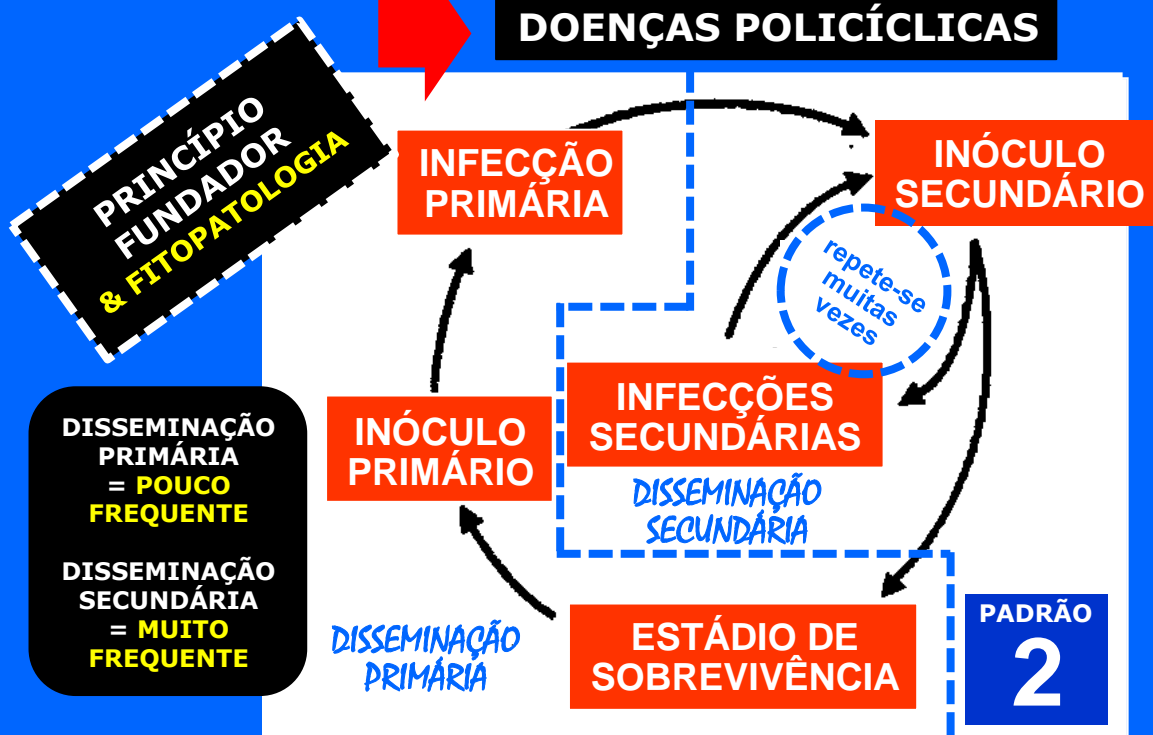 DOENÇAS POLICÍCLICAS
PRINCÍPIO
FUNDADOR
& FITOPATOLOGIA
INFECÇÃO
PRIMÁRIA
INÓCULO
SECUNDÁRIO
repete-se
muitas
vezes
INÓCULO
PRIMÁRIO
INFECÇÕES
SECUNDÁRIAS
DISSEMINAÇÃO
SECUNDÁRIA
DISSEMINAÇÃO
PRIMÁRIA
= POUCO
FREQUENTE
DISSEMINAÇÃO
SECUNDÁRIA
= MUITO
FREQUENTE
DISSEMINAÇÃO
PRIMÁRIA
ESTÁDIO DE
SOBREVIVÊNCIA
PADRÃO
2